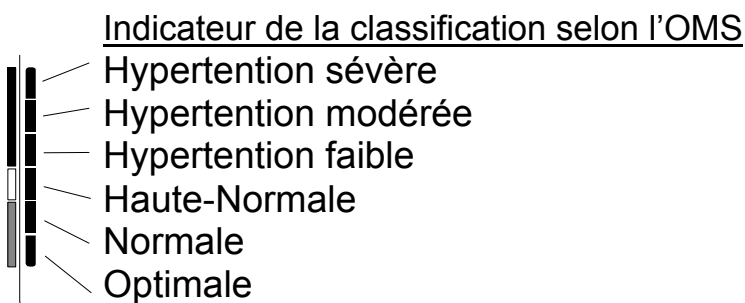 Indicateur de la classification selon l’OMS
Hypertention sévère
Hypertention modérée
Hypertention faible
Haute-Normale
Normale
Optimale